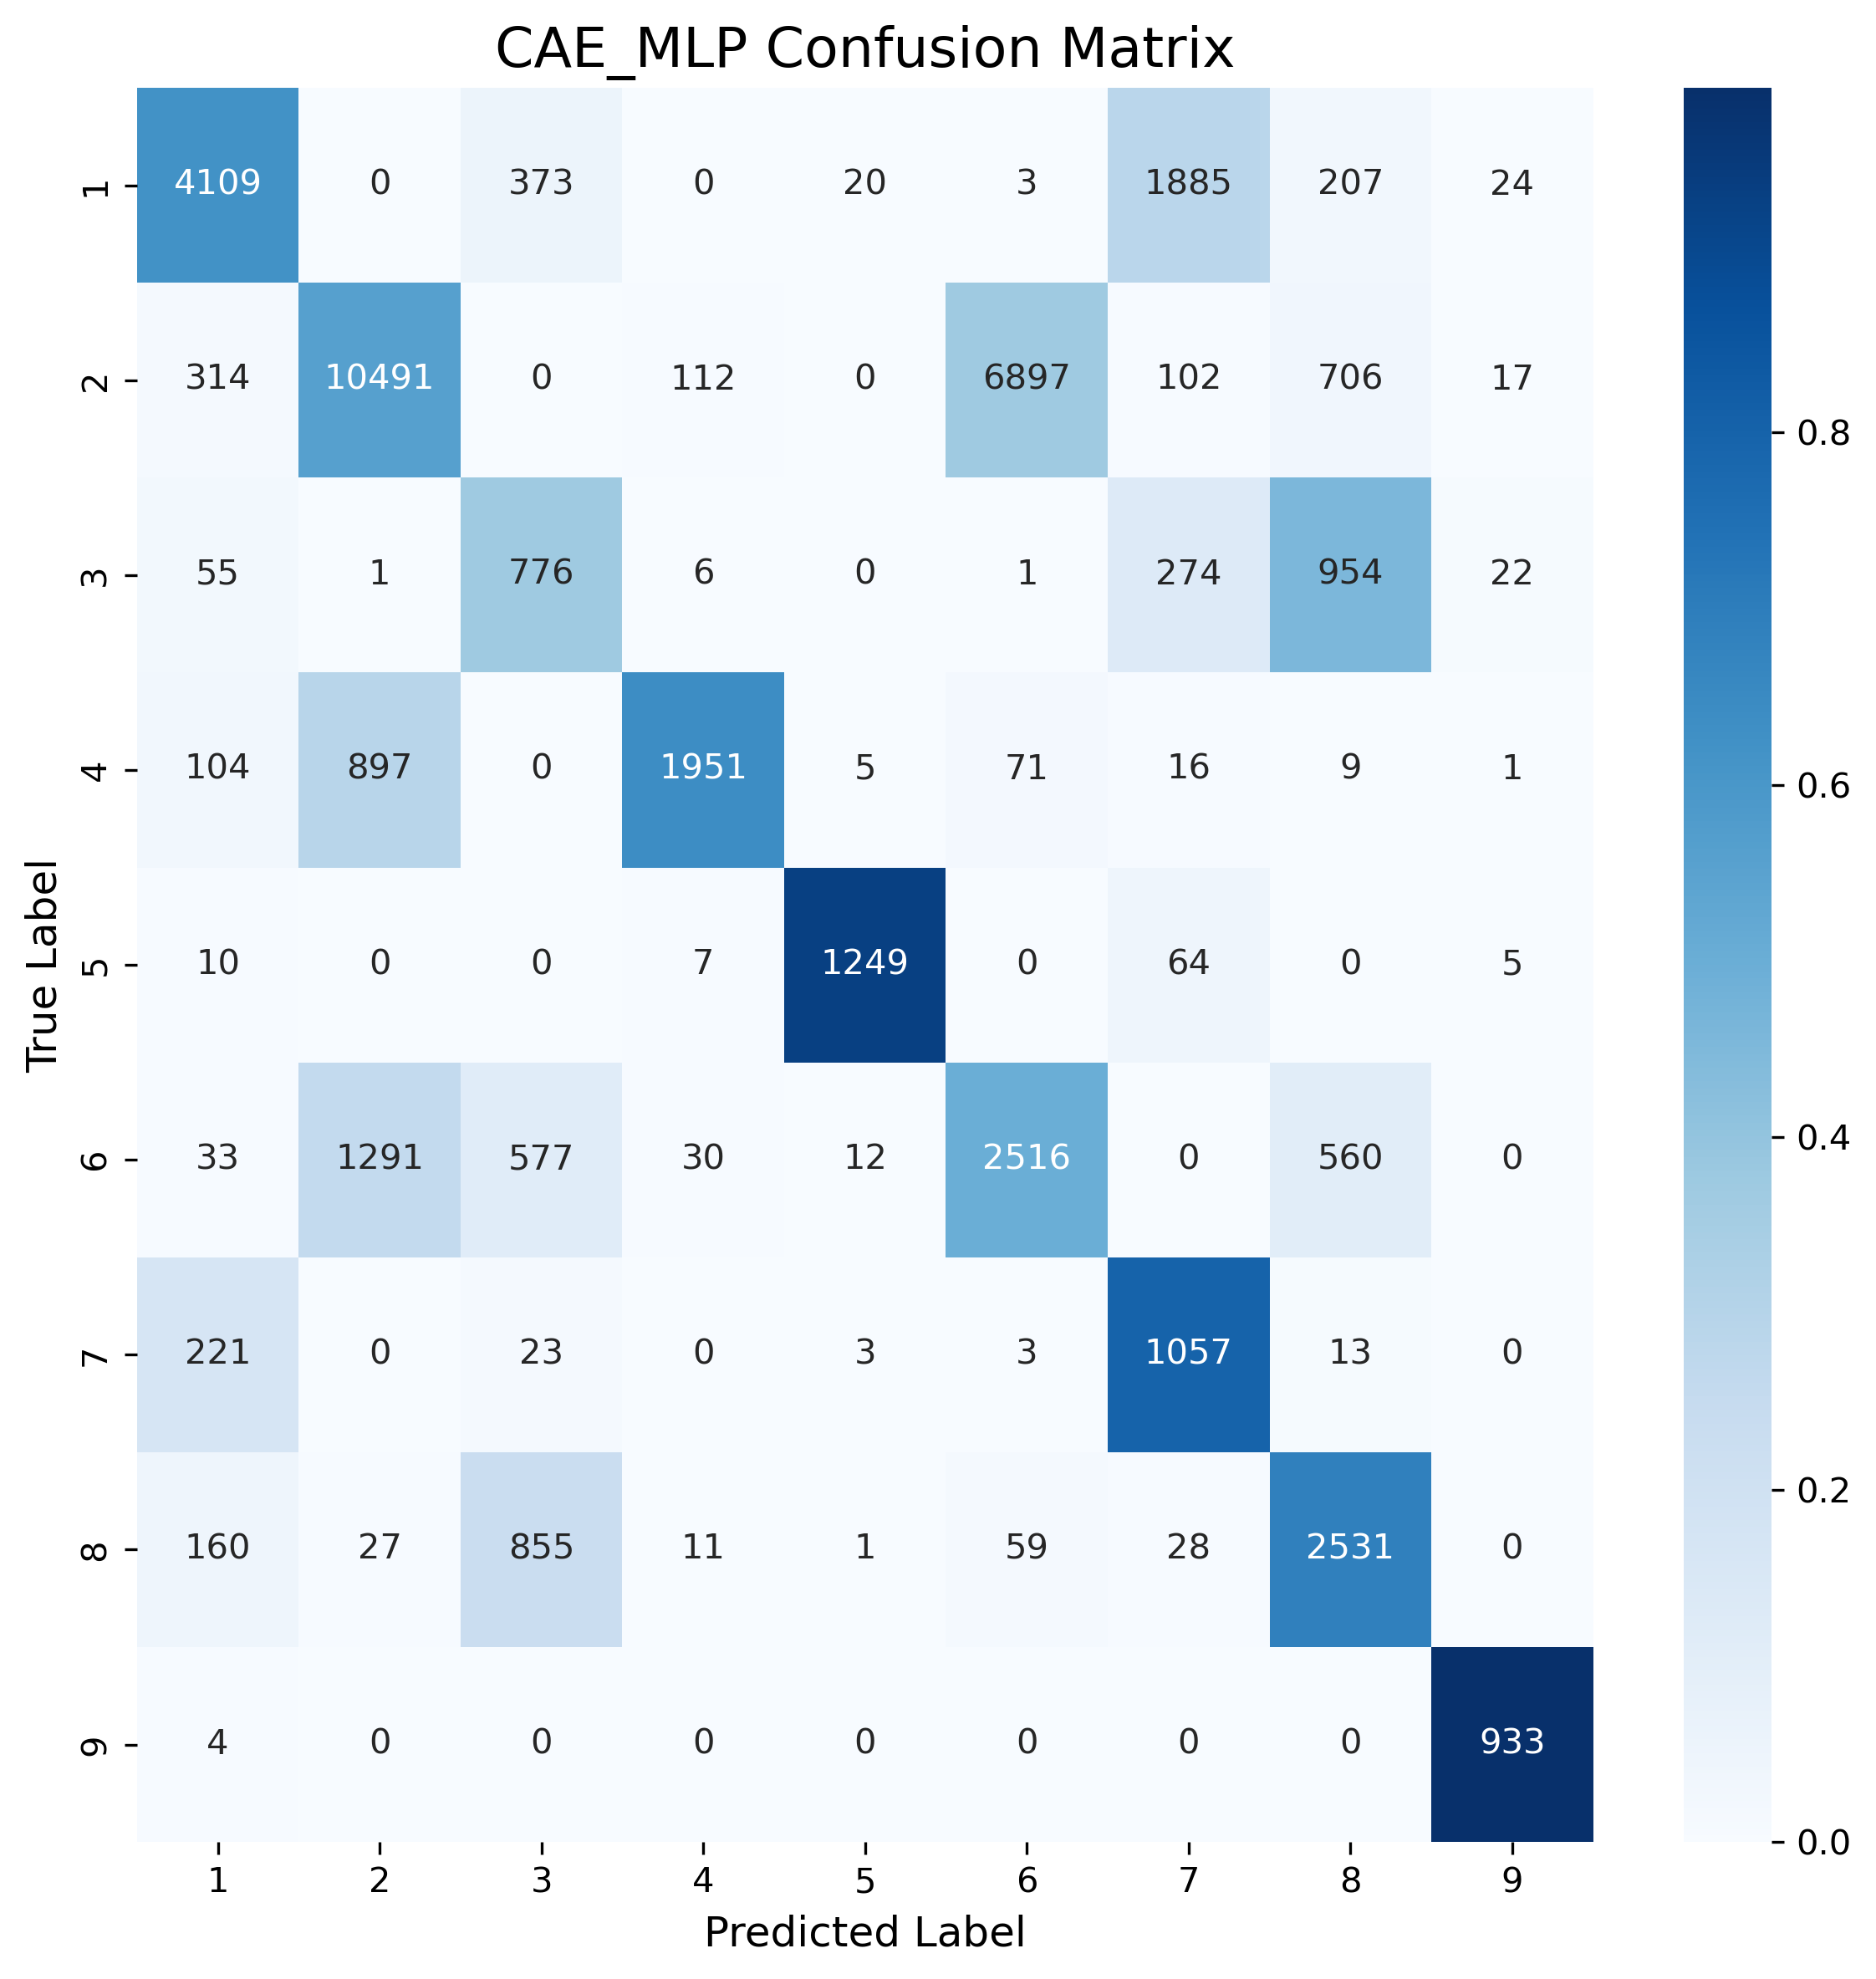 CAE_MLP Confusion Matrix
True Label
1 4109 0 373 0 20 3 1885 207 24
2 314 10491 0 112 0 6897 102 706 17
3 55 1 776 6 0 1 274 954 22
4 104 897 0 1951 5 71 16 9 1
5 10 0 0 7 1249 0 64 0 5
6 33 1291 577 30 12 2516 0 560 0
7 221 0 23 0 3 3 1057 13 0
8 160 27 855 11 1 59 28 2531 0
9 4 0 0 0 0 0 0 0 933
1 2 3 4 5 6 7 8 9
Predicted Label
0.8
0.6
0.4
0.2
0.0